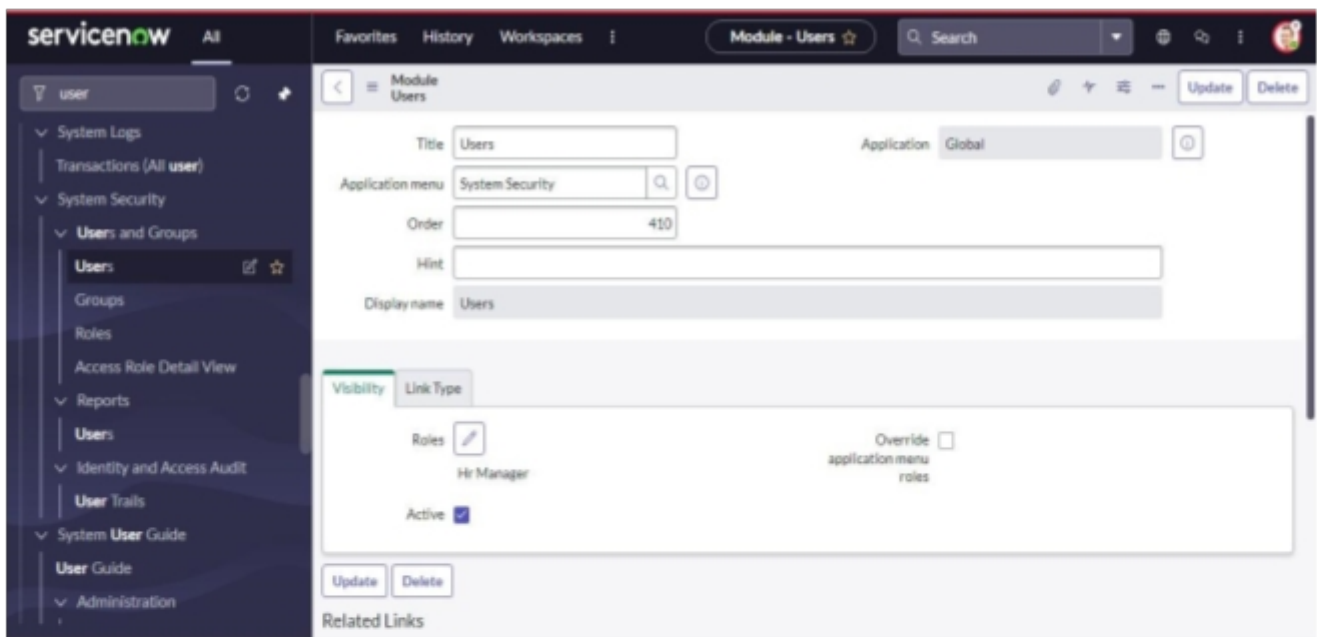 servicenow All Favorites History Workspaces Module - Users Search
user
Module
Users
Update Delete
System Logs
Transactions (All user)
System Security
Users and Groups
Users
Groups
Roles
Access Role Detail View
Reports
Users
Identity and Access Audit
User Trails
System User Guide
User Guide
Administration
Title Users
Application Global
Application menu System Security
Order 410
Hint
Display name Users
Visibility Link Type
Roles
Hr Manager
Override
application menu
roles
Active
Update Delete
Related Links